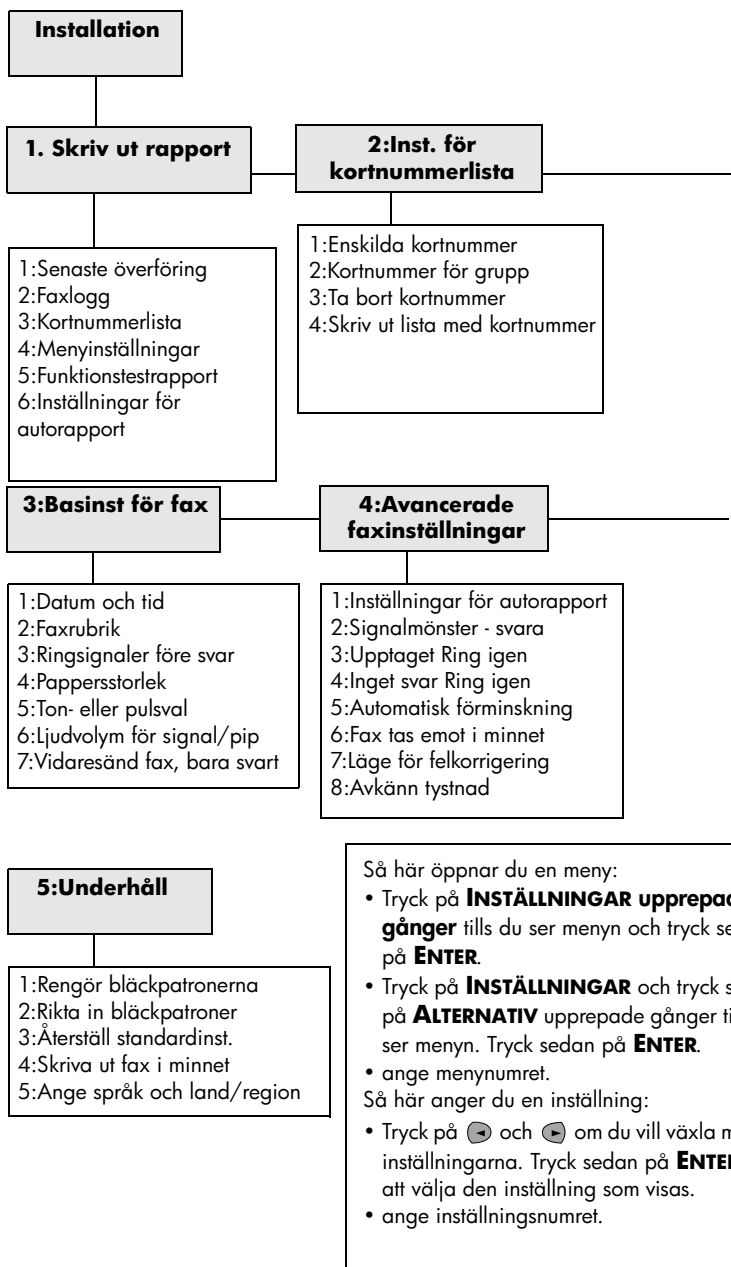 Installation
1. Skriv ut rapport
2:Inst. för
kortnummerlista
1:Senaste överföring
2:Faxlogg
3:Kortnummerlista
4:Menyinställningar
5:Funktionstestrapport
6:Inställningar för
autorapport
1:Enskilda kortnummer
2:Kortnummer för grupp
3:Ta bort kortnummer
4:Skriv ut lista med kortnummer
3:Basinst för fax
4:Avancerade
faxinställningar
1:Datum och tid
2:Faxrubrik
3:Ringsignaler före svar
4:Pappersstorlek
5:Ton- eller pulsval
6:Ljudvolym för signal/pip
7:Vidaresänd fax, bara svart
1:Inställningar för autorapport
2:Signalmönster - svara
3:Upptaget Ring igen
4:Inget svar Ring igen
5:Automatisk förminskning
6:Fax tas emot i minnet
7:Läge för felkorrigering
8:Avkänn tystnad
5:Underhåll
1:Rengör bläckpatronerna
2:Rikta in bläckpatroner
3:Återställ standardinst.
4:Skriva ut fax i minnet
5:Ange språk och land/region
Så här öppnar du en meny:
• Tryck på INSTÄLLNINGAR
gånger tills du ser menyn och tryck
på ENTER.
• Tryck på INSTÄLLNINGAR och tryck
på ALTERNATIV upprepade gånger
ser menyn. Tryck sedan på ENTER.
• ange menynumret.
Så här anger du en inställning:
• Tryck på och om du vill växla
inställningarna. Tryck sedan på
att välja den inställning som visas.
• ange inställningsnumret.